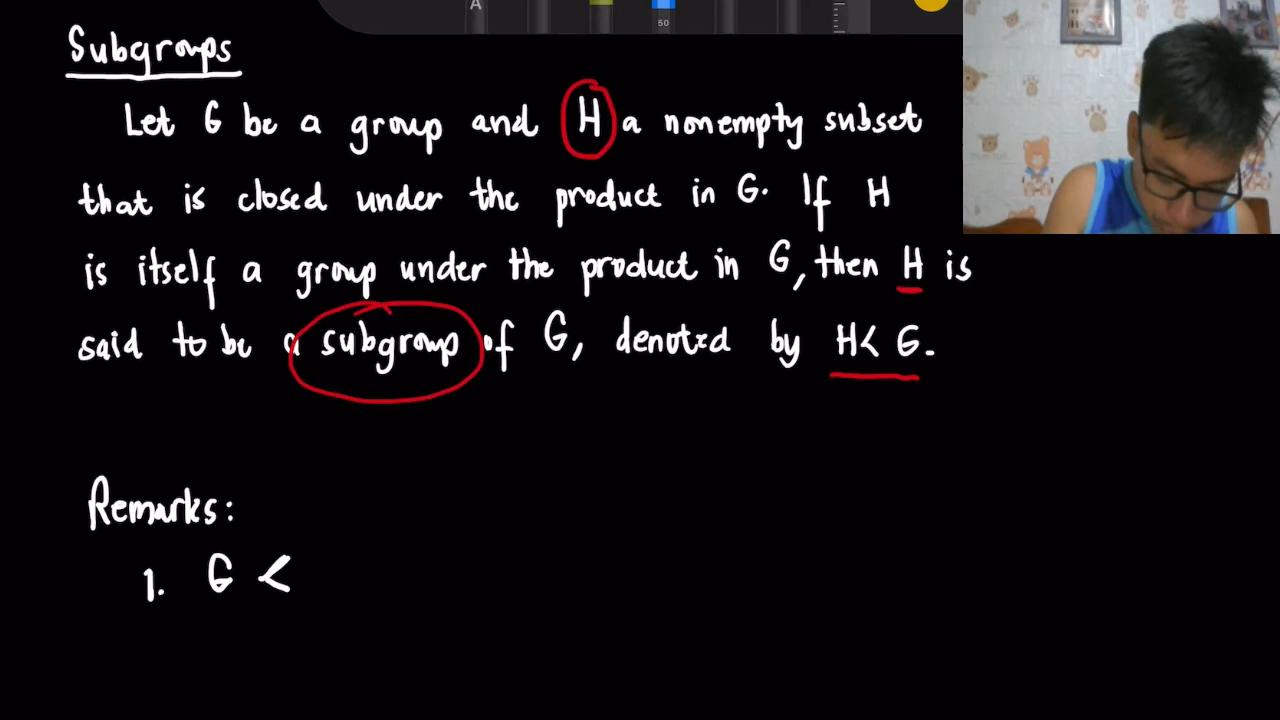 A
50
Subgroups
Let G be a group and H a nonempty subset
that is closed under the product in G. If H
is itself a group under the product in G, then H is
said to be a subgroup of G, denoted by H< G.
Remarks:
1. G <